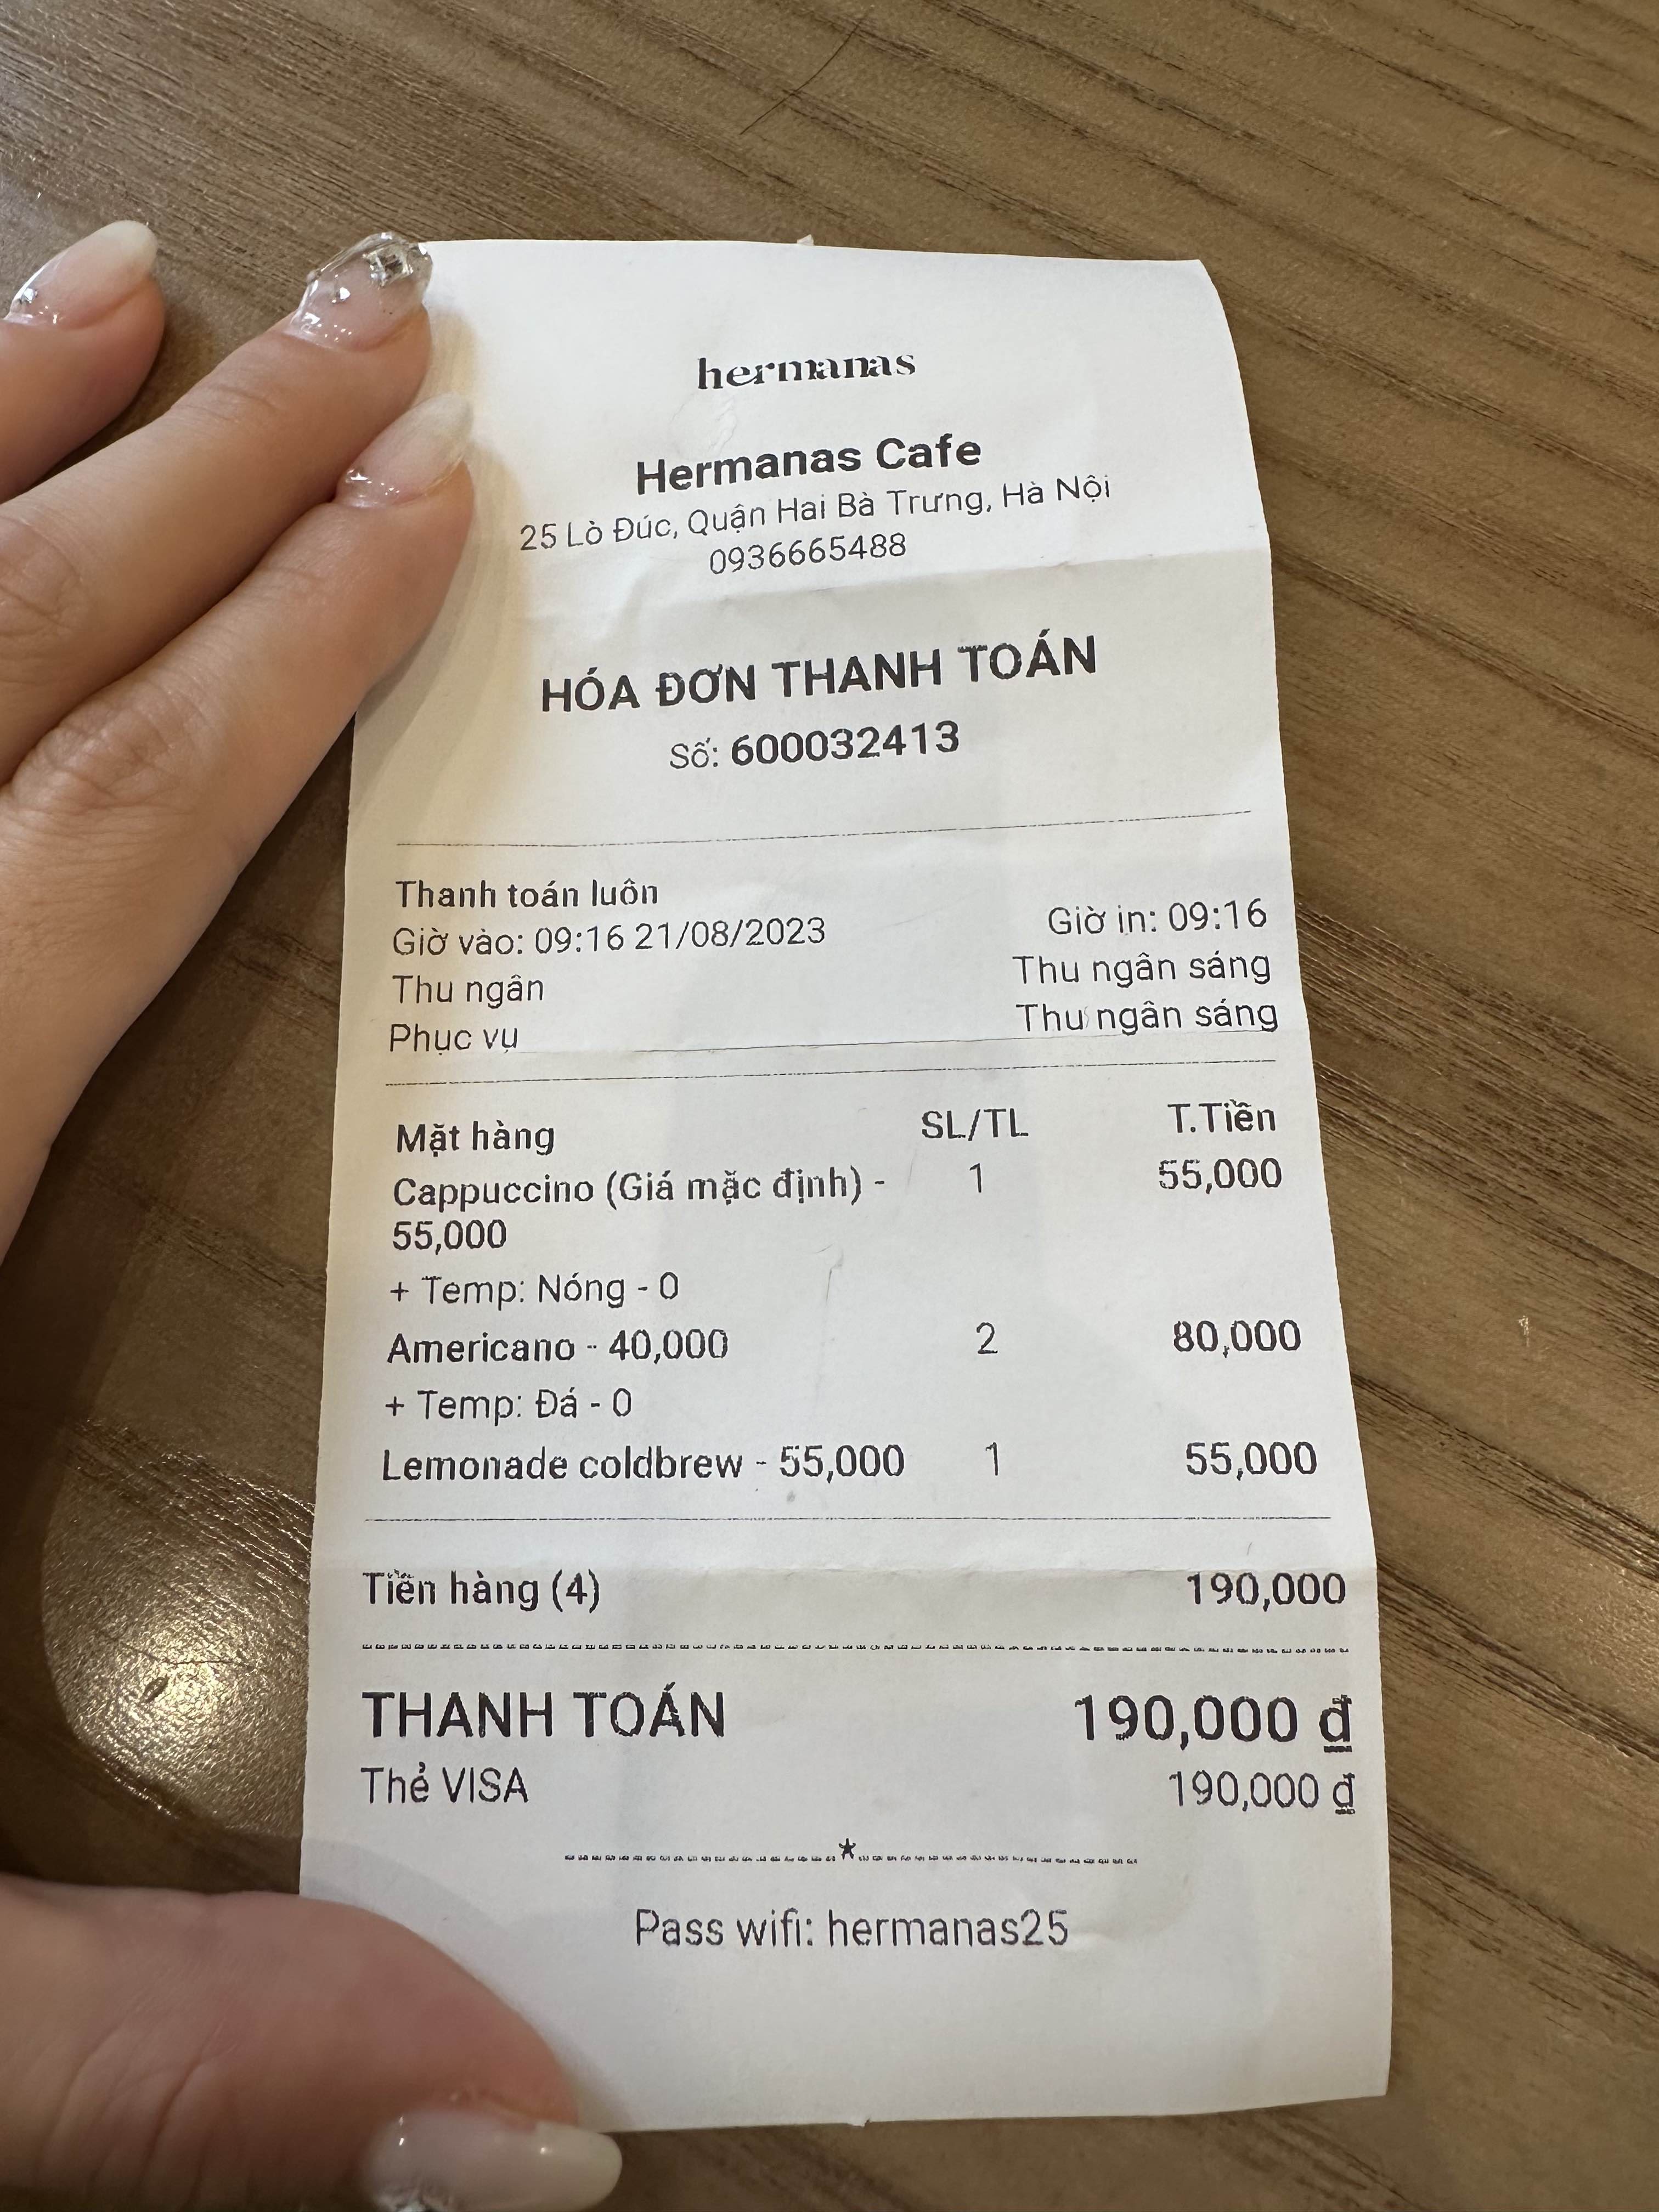 hermanas
Hermanas Cafe
25 Lò Đúc, Quận Hai Bà Trưng, Hà Nội
0936665488
HÓA ĐƠN THANH TOÁN
Số: 600032413
Thanh toán luôn
Giờ vào: 09:16 21/08/2023 Giờ in: 09:16
Thu ngân Thu ngân sáng
Phục vụ Thu ngân sáng
Mặt hàng SL/TL T.Tiền
Cappuccino (Giá mặc định) - 1 55,000
55,000
+ Temp: Nóng - 0
Americano - 40,000 2 80,000
+ Temp: Đá - 0
Lemonade coldbrew - 55,000 1 55,000
Tiền hàng (4) 190,000
THANH TOÁN 190,000 đ
Thẻ VISA 190,000 đ
Pass wifi: hermanas25